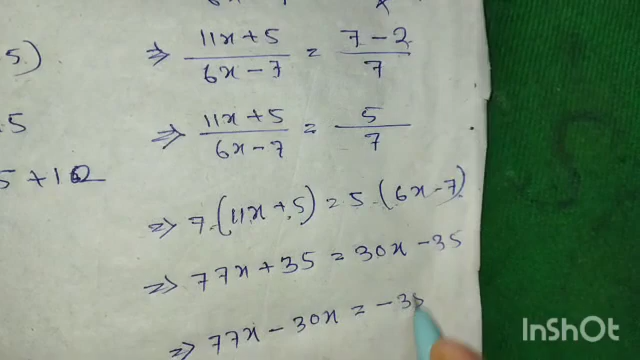 5)
.5
5 + 10
⇒ (11x + 5)/(6x - 7) = (7 - 2)/7
⇒ (11x + 5)/(6x - 7) = 5/7
⇒ 7 (11x + 5) = 5 (6x - 7)
⇒ 77x + 35 = 30x - 35
⇒ 77x - 30x = -35
InShOt